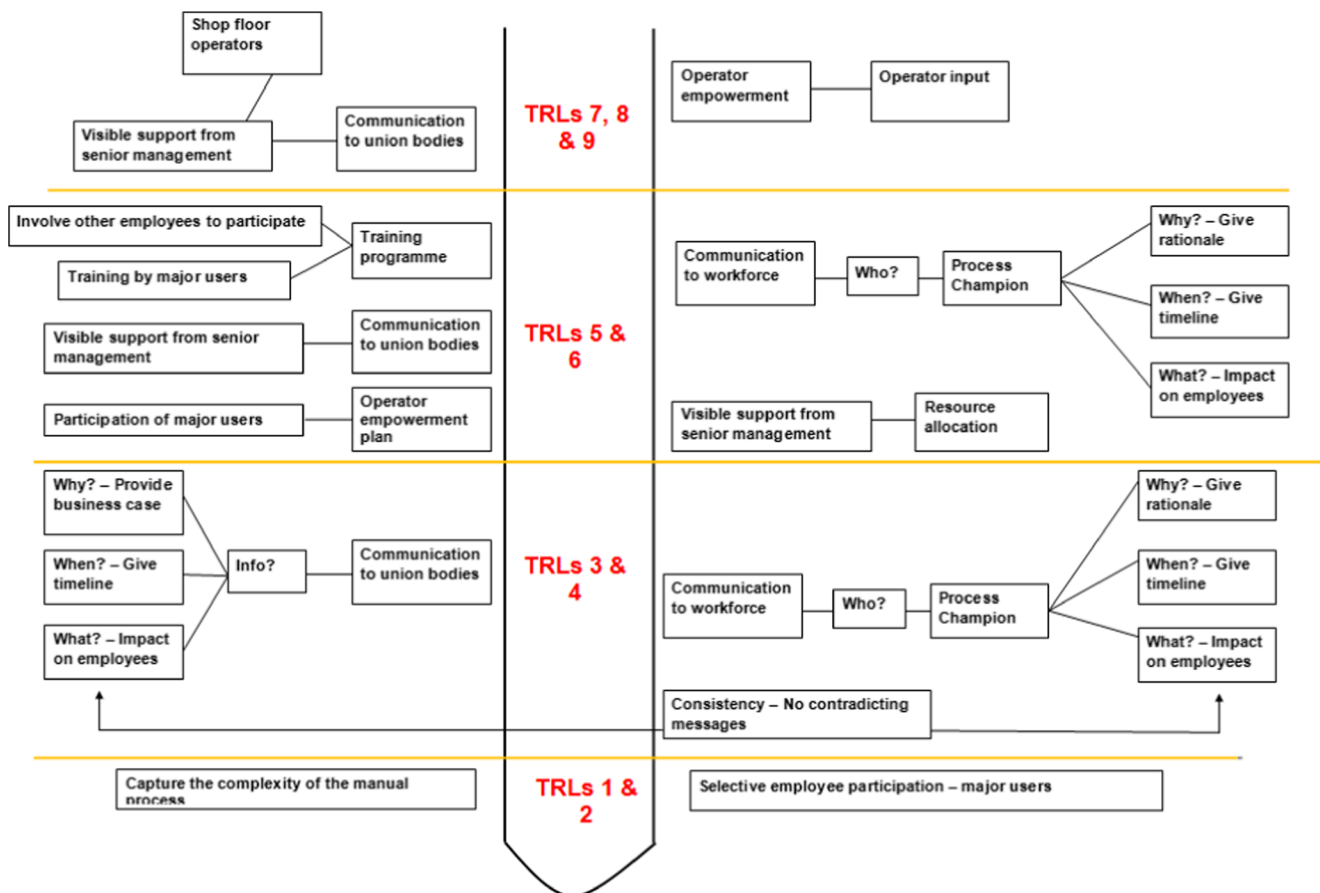 Shop floor
operators
Visible support from
senior management
Communication
to union bodies
TRLs 7, 8
& 9
Operator
empowerment
Operator input
Involve other employees to participate
Training by major users
Training
programme
Visible support from senior
management
Communication
to union bodies
Participation of major users
Operator
empowerment
plan
TRLs 5 &
6
Communication
to workforce
Who?
Process
Champion
Why? – Give
rationale
When? – Give
timeline
What? – Impact
on employees
Visible support from
senior management
Resource
allocation
Why? – Provide
business case
When? – Give
timeline
What? – Impact
on employees
Info?
Communication
to union bodies
TRLs 3 &
4
Communication
to workforce
Who?
Process
Champion
Why? – Give
rationale
When? – Give
timeline
What? – Impact
on employees
Consistency – No contradicting
messages
Capture the complexity of the manual
process
TRLs 1 &
2
Selective employee participation – major users